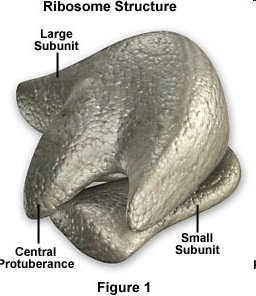 Ribosome Structure
Large
Subunit
Central
Protuberance
Small
Subunit
Figure 1